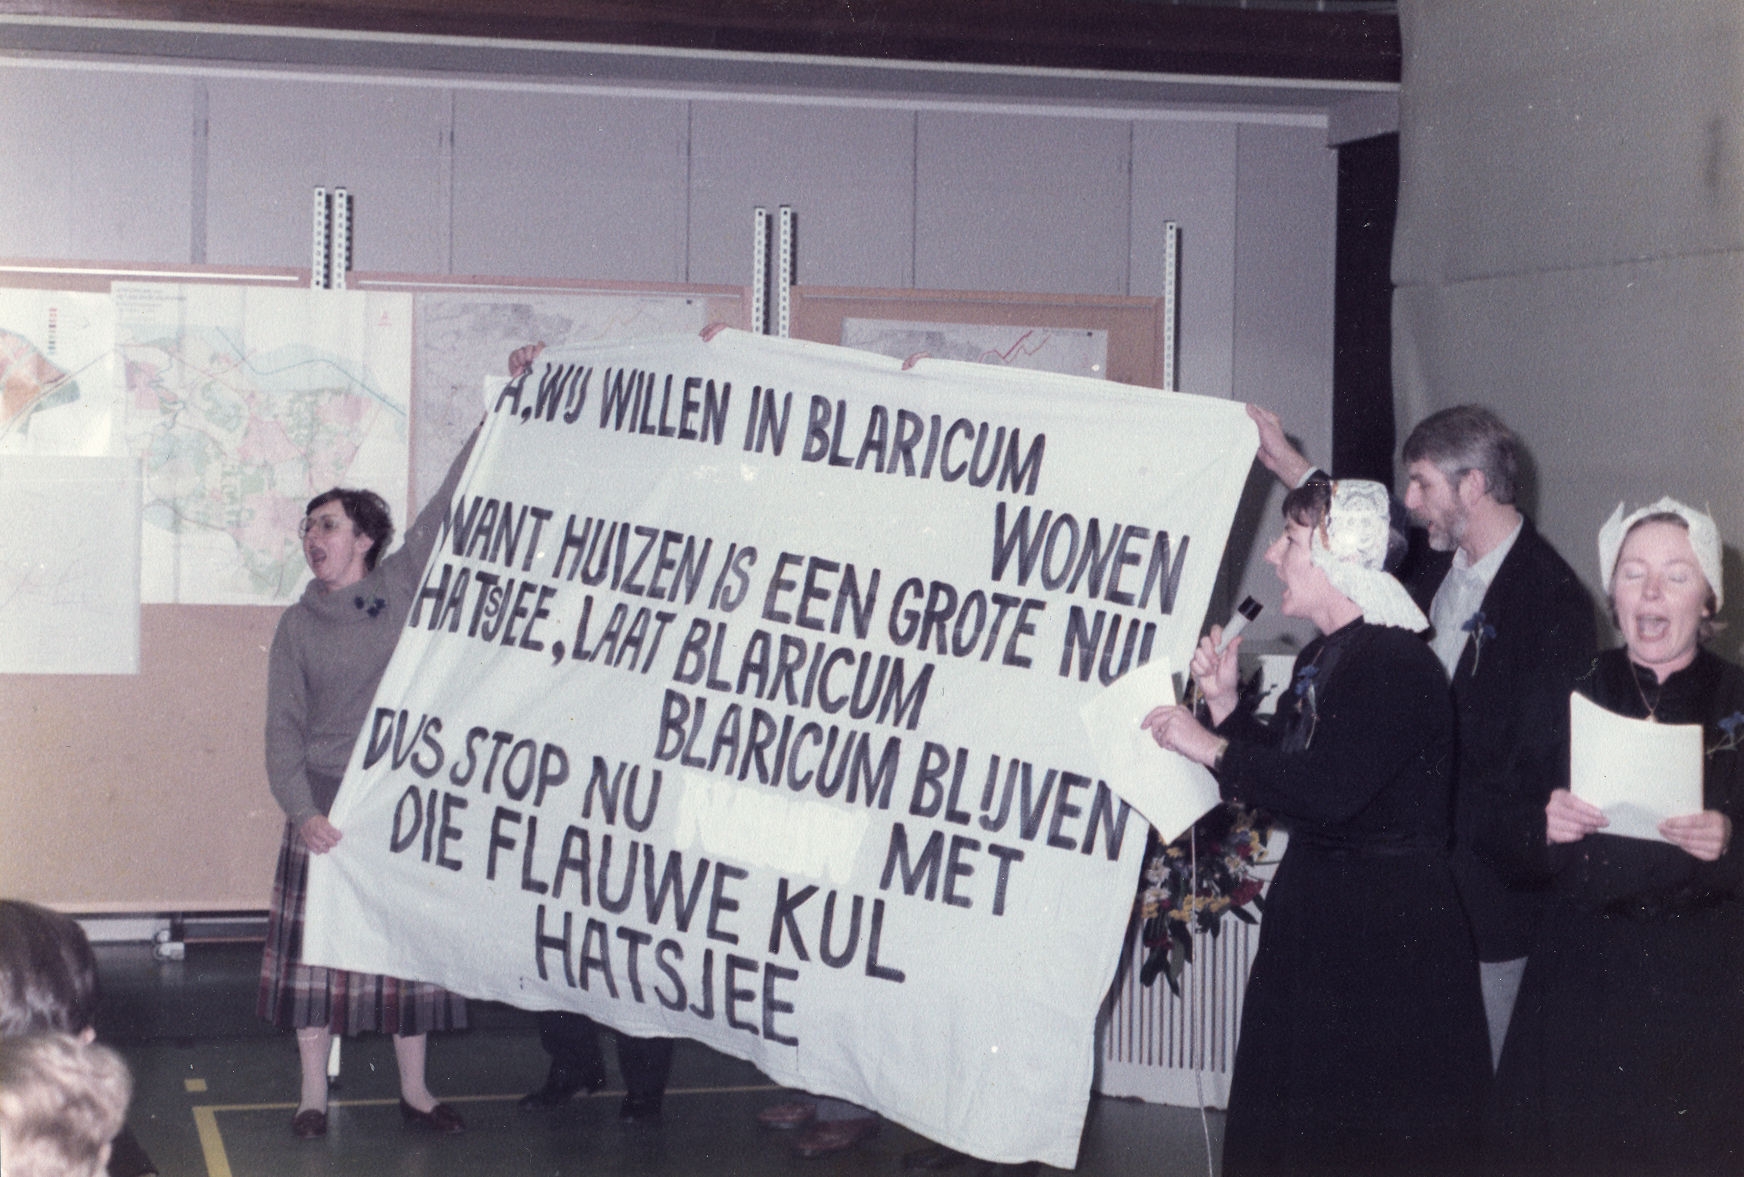 A, WIJ WILLEN IN BLARICUM
WONEN
WANT HUIZEN IS EEN GROTE NUL
HATSJEE, LAAT BLARICUM
BLARICUM BLIJVEN
DUS STOP NU MET
DIE FLAUWE KUL
HATSJEE